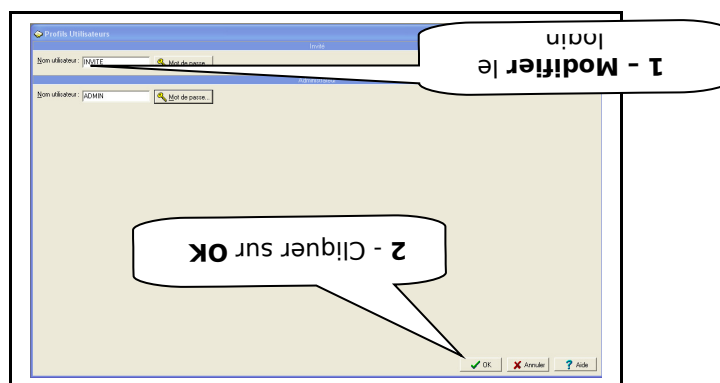 Profils Utilisateurs
Invité
Nom utilisateur : INVITE Mot de passe...
Nom utilisateur : ADMIN Mot de passe...
1 - Modifier le
login
2 - Cliquer sur OK
OK Annuler ? Aide